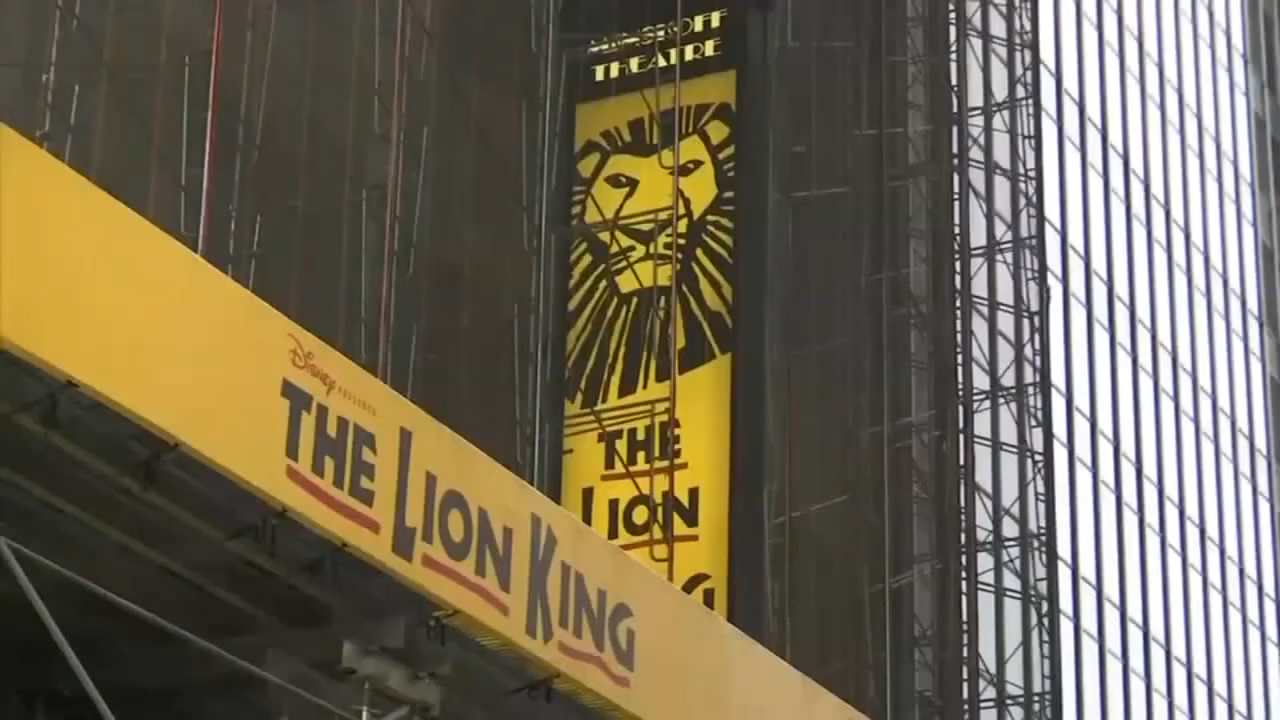 THEATRE
THE
LION
Disney PRESENTS
THE LION KING